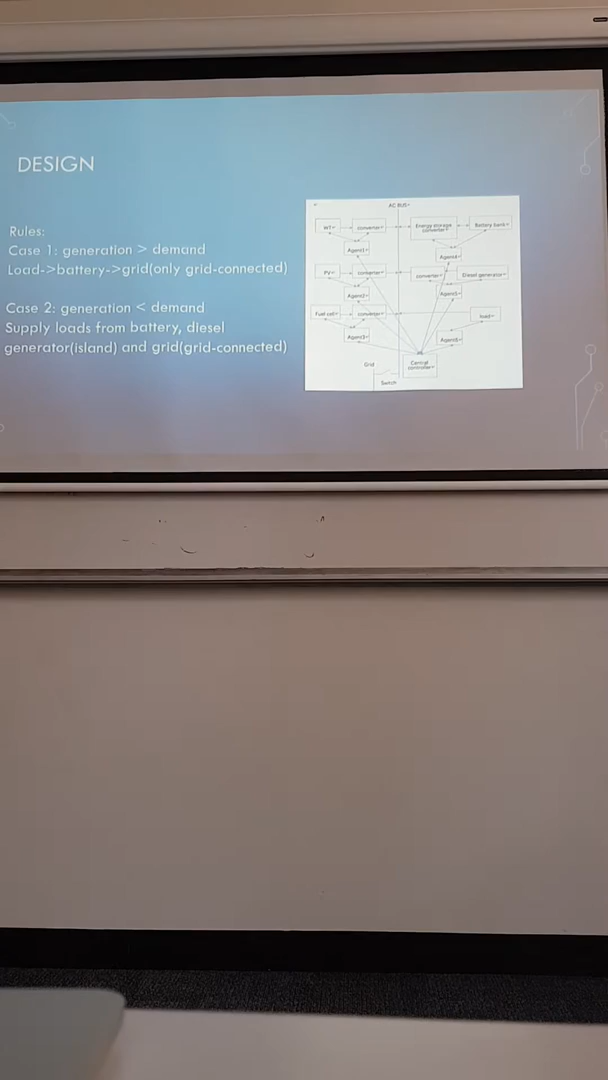 DESIGN
Rules:
Case 1: generation > demand
Load->battery->grid(only grid-connected)
Case 2: generation < demand
Supply loads from battery, diesel
generator(island) and grid(grid-connected)
AC BUS
WT
converter
Energy storage
converter
Battery bank
Agent1
Agent4
PV
converter
converter
Diesel generator
Agent2
Agent5
Fuel cell
converter
load
Agent3
Agent6
Grid
Central
controller
Switch